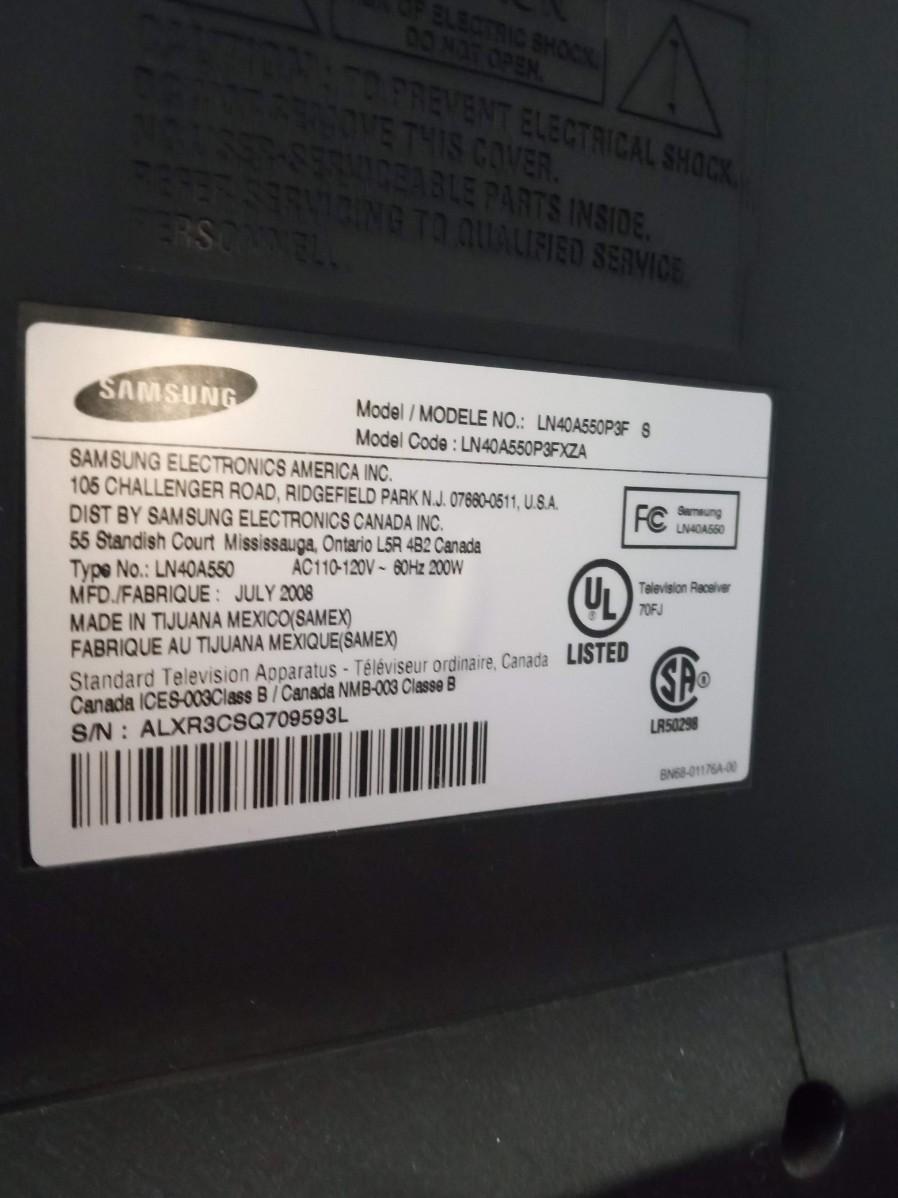 OF ELECTRIC SHOCK.
DO NOT OPEN.
CAUTION: TO PREVENT ELECTRICAL SHOCK,
DO NOT REMOVE THIS COVER.
NO USER-SERVICEABLE PARTS INSIDE.
REFER SERVICING TO QUALIFIED SERVICE
PERSONNEL.
SAMSUNG
Model / MODELE NO.: LN40A550P3F S
Model Code : LN40A550P3FXZA
SAMSUNG ELECTRONICS AMERICA INC.
105 CHALLENGER ROAD, RIDGEFIELD PARK N.J. 07660-0511, U.S.A.
DIST BY SAMSUNG ELECTRONICS CANADA INC.
55 Standish Court Mississauga, Ontario L5R 4B2 Canada
Type No.: LN40A550 AC110-120V ~ 60Hz 200W
MFD./FABRIQUE : JULY 2008
MADE IN TIJUANA MEXICO(SAMEX)
FABRIQUE AU TIJUANA MEXIQUE(SAMEX)
Standard Television Apparatus - Téléviseur ordinaire, Canada
Canada ICES-003Class B / Canada NMB-003 Classe B
S/N : ALXR3CSQ709593L
FC Samsung
LN40A550
UL
LISTED
Television Receiver
70FJ
SA
LR50298
BN68-01176A-00